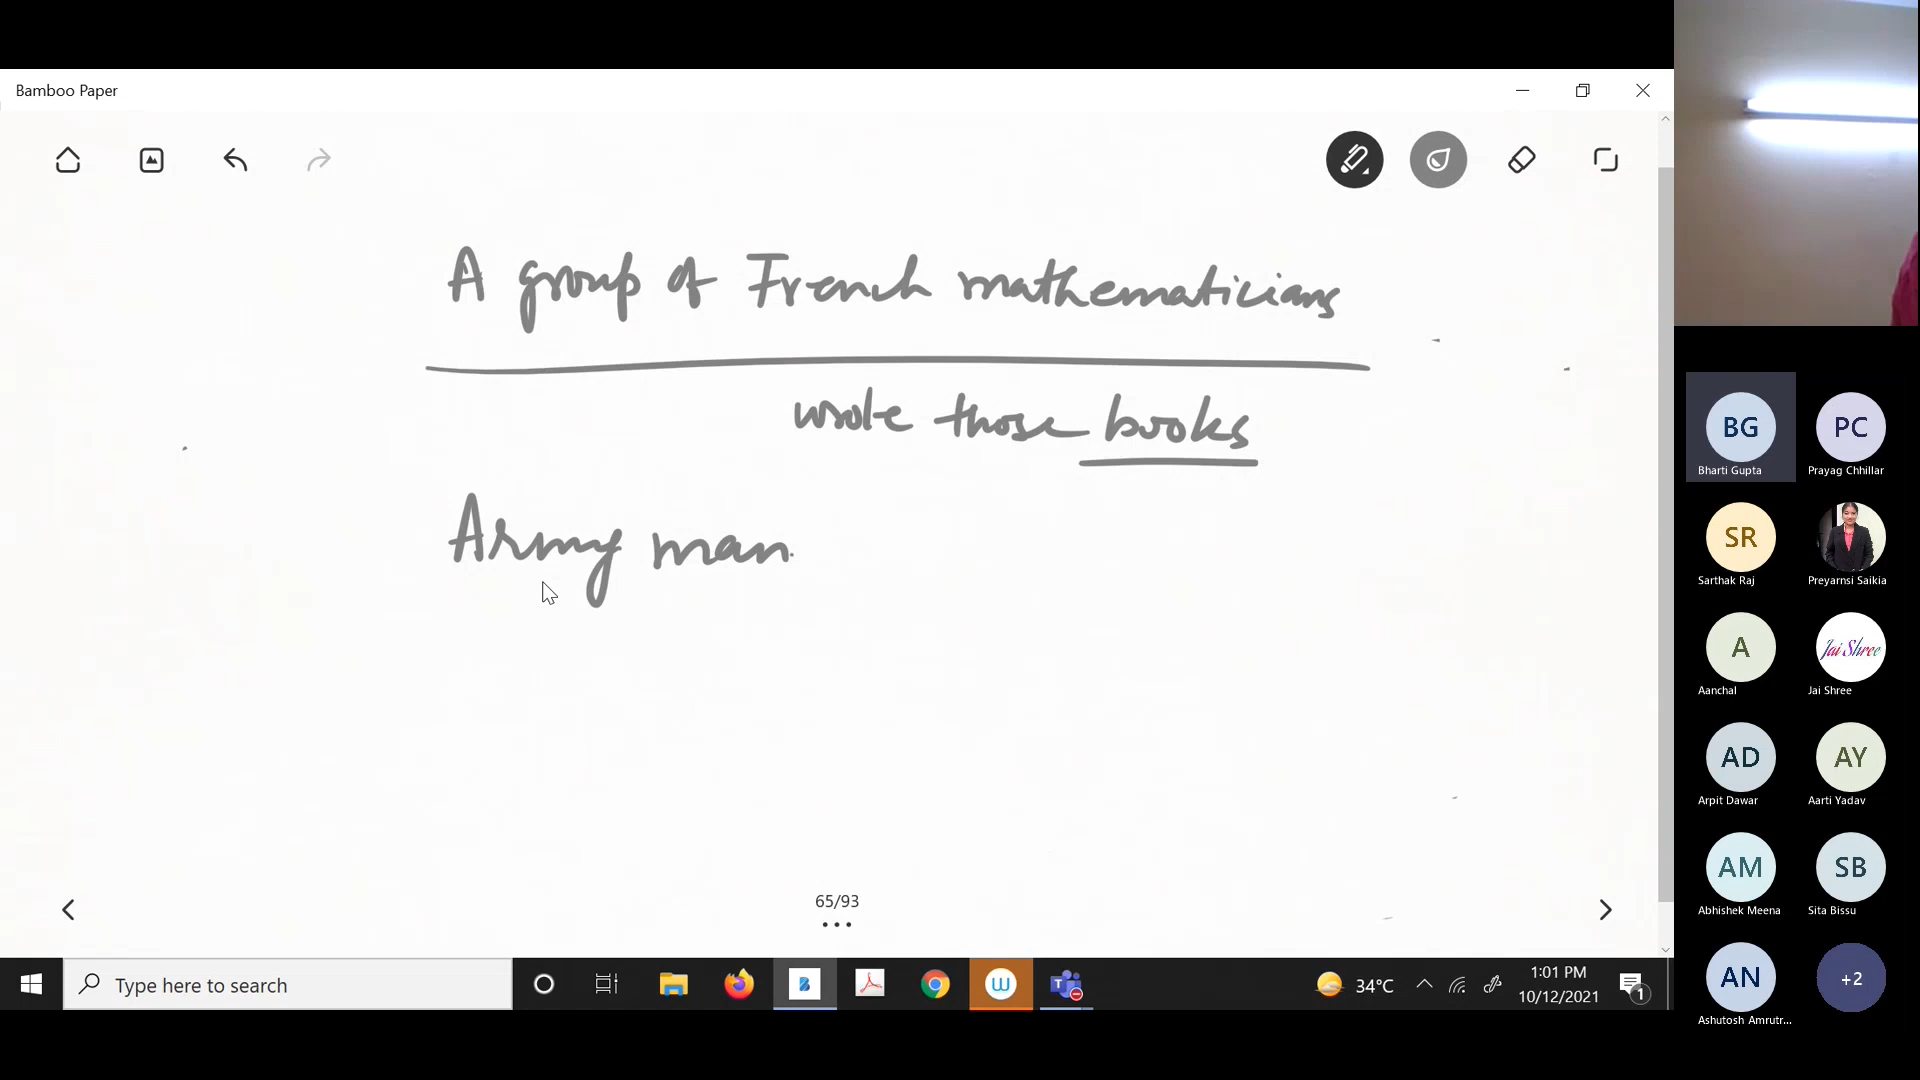 Bamboo Paper
A group of French mathematicians
wrote those books
Army man.
65/93
Type here to search
34°C
1:01 PM
10/12/2021
1
BG
PC
Bharti Gupta
Prayag Chhillar
SR
Sarthak Raj
Preyarnsi Saikia
A
Jai Shree
Aanchal
Jai Shree
AD
AY
Arpit Dawar
Aarti Yadav
AM
SB
Abhishek Meena
Sita Bissu
AN
+2
Ashutosh Amrutr...